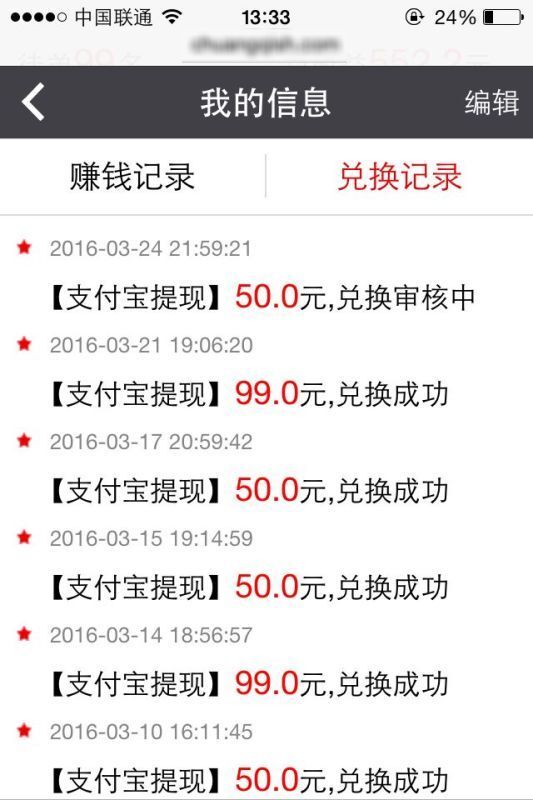 中国联通 13:33 24%
我的信息 编辑
赚钱记录 兑换记录
2016-03-24 21:59:21
【支付宝提现】50.0元,兑换审核中
2016-03-21 19:06:20
【支付宝提现】99.0元,兑换成功
2016-03-17 20:59:42
【支付宝提现】50.0元,兑换成功
2016-03-15 19:14:59
【支付宝提现】50.0元,兑换成功
2016-03-14 18:56:57
【支付宝提现】99.0元,兑换成功
2016-03-10 16:11:45
【支付宝提现】50.0元,兑换成功